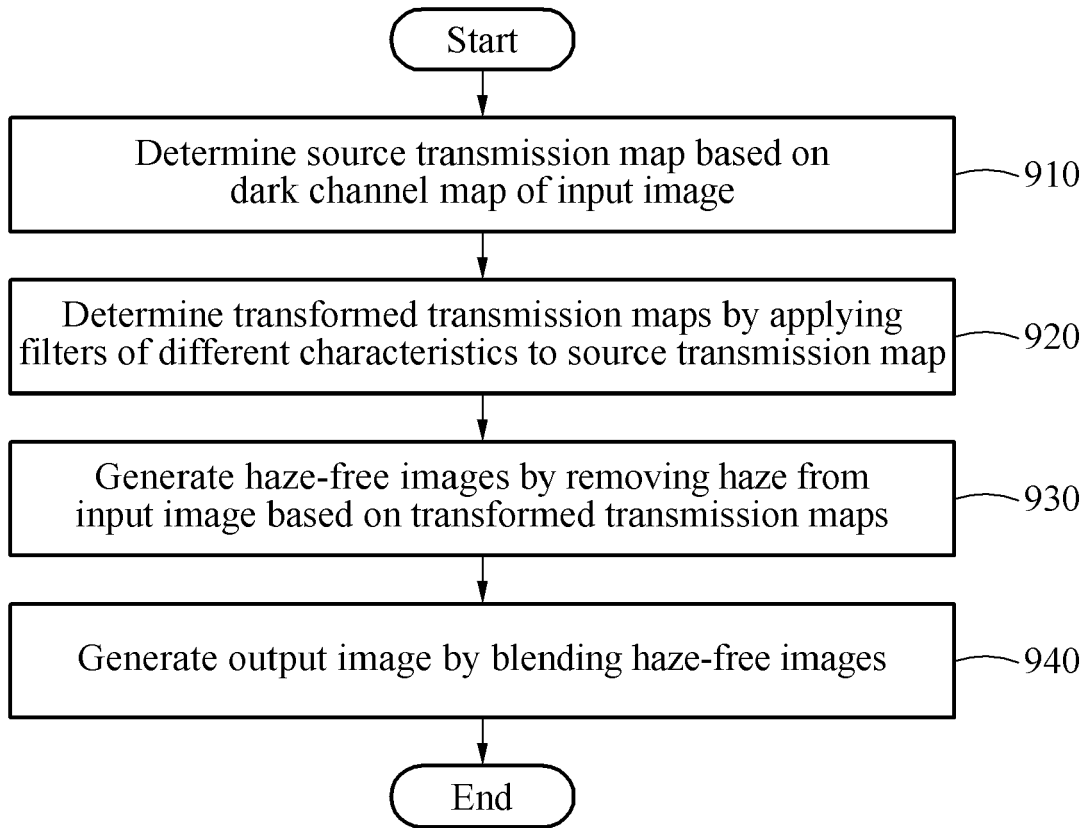 Start
Determine source transmission map based on
dark channel map of input image
910
Determine transformed transmission maps by applying
filters of different characteristics to source transmission map
920
Generate haze-free images by removing haze from
input image based on transformed transmission maps
930
Generate output image by blending haze-free images
940
End